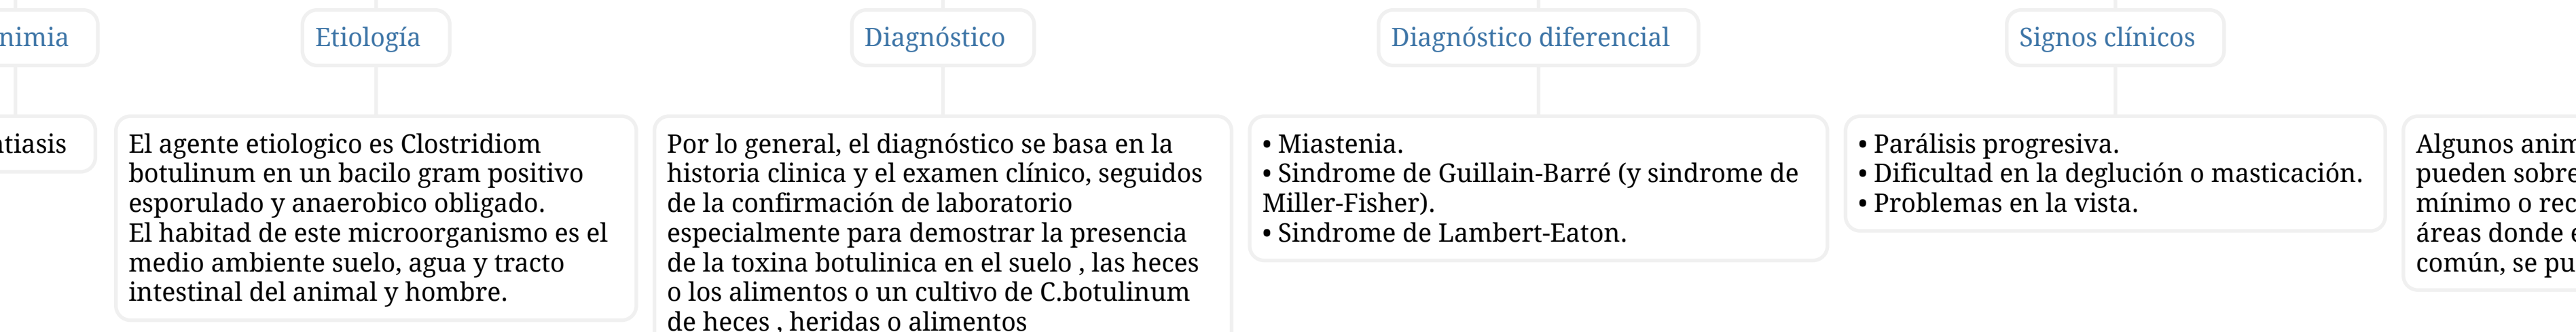 nimia
Etiología
Diagnóstico
Diagnóstico diferencial
Signos clínicos
tiasis
El agente etiologico es Clostridiom
botulinum en un bacilo gram positivo
esporulado y anaerobico obligado.
El habitad de este microorganismo es el
medio ambiente suelo, agua y tracto
intestinal del animal y hombre.
Por lo general, el diagnóstico se basa en la
historia clinica y el examen clínico, seguidos
de la confirmación de laboratorio
especialmente para demostrar la presencia
de la toxina botulinica en el suelo , las heces
o los alimentos o un cultivo de C.botulinum
de heces , heridas o alimentos
• Miastenia.
• Sindrome de Guillain-Barré (y sindrome de
Miller-Fisher).
• Sindrome de Lambert-Eaton.
• Parálisis progresiva.
• Dificultad en la deglución o masticación.
• Problemas en la vista.
Algunos anim
pueden sobre
mínimo o rec
áreas donde e
común, se pu